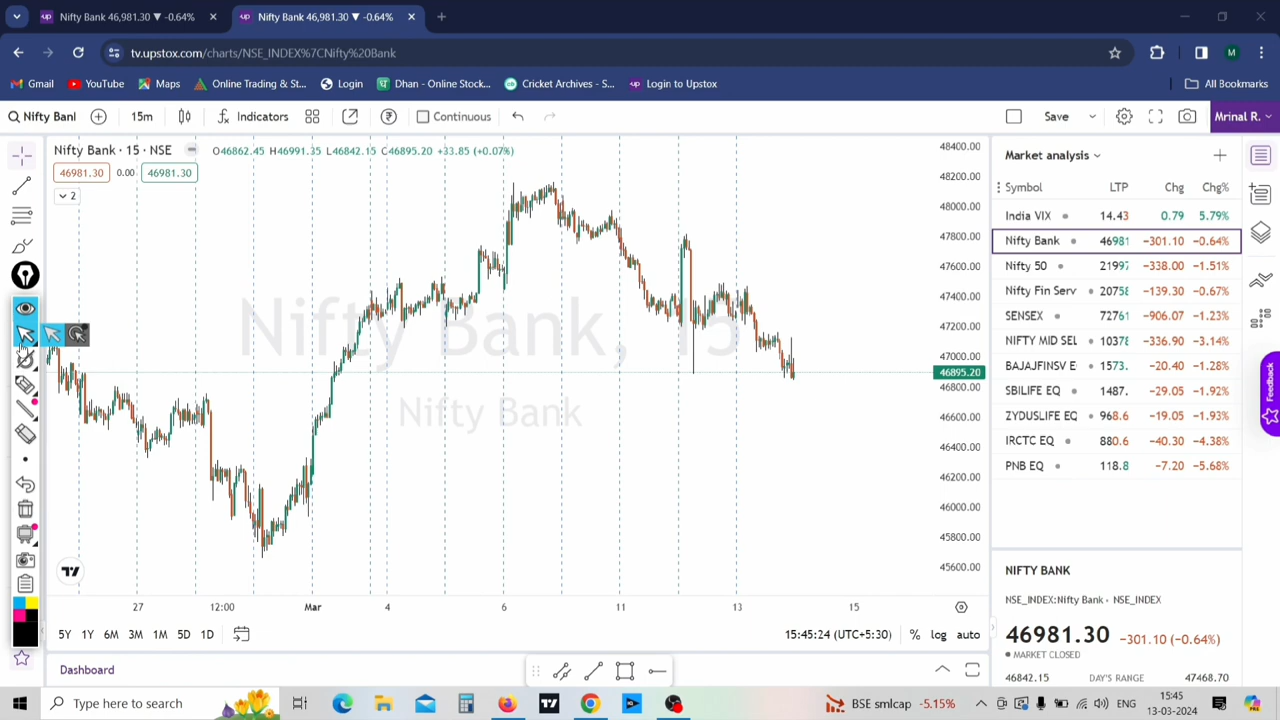 Nifty Bank 46,981.30 ▼ -0.64%
Nifty Bank 46,981.30 ▼ -0.64%
tv.upstox.com/charts/NSE_INDEX%7CNifty%20Bank
Gmail YouTube Maps Online Trading & St... Login Dhan - Online Stock... Cricket Archives - S... Login to Upstox All Bookmarks
Nifty Banl 15m Indicators Continuous Save Mrinal R.
Nifty Bank · 15 · NSE O46862.45 H46991.35 L46842.15 C46895.20 +33.85 (+0.07%)
46981.30 0.00 46981.30
2
Nifty Bank, 15
Nifty Bank
48400.00
48200.00
48000.00
47800.00
47600.00
47400.00
47200.00
47000.00
46895.20
46800.00
46600.00
46400.00
46200.00
46000.00
45800.00
45600.00
27 12:00 Mar 4 6 11 13 15
5Y 1Y 6M 3M 1M 5D 1D 15:45:24 (UTC+5:30) % log auto
Dashboard
Market analysis
Symbol LTP Chg Chg%
India VIX 14.43 0.79 5.79%
Nifty Bank 46981 −301.10 −0.64%
Nifty 50 21997 −338.00 −1.51%
Nifty Fin Serv 20758 −139.30 −0.67%
SENSEX 72761 −906.07 −1.23%
NIFTY MID SEL 10378 −336.90 −3.14%
BAJAJFINSV E 1573. −20.40 −1.28%
SBILIFE EQ 1487. −29.05 −1.92%
ZYDUSLIFE EQ 968.6 −19.05 −1.93%
IRCTC EQ 880.6 −40.30 −4.38%
PNB EQ 118.8 −7.20 −5.68%
Feedback
NIFTY BANK
NSE_INDEX:Nifty Bank • NSE_INDEX
46981.30 −301.10 (−0.64%)
MARKET CLOSED
46842.15 DAY'S RANGE 47468.70
Type here to search
BSE smlcap -5.15%
ENG
15:45
13-03-2024